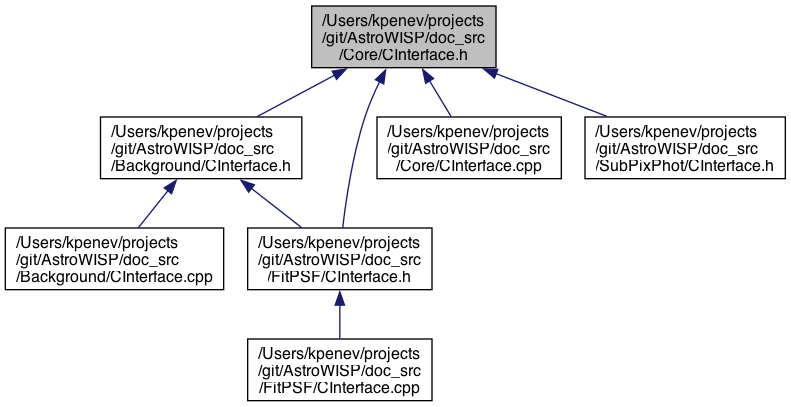 /Users/kpenev/projects
/git/AstroWISP/doc_src
/Core/CInterface.h
/Users/kpenev/projects
/git/AstroWISP/doc_src
/Background/CInterface.h
/Users/kpenev/projects
/git/AstroWISP/doc_src
/Core/CInterface.cpp
/Users/kpenev/projects
/git/AstroWISP/doc_src
/SubPixPhot/CInterface.h
/Users/kpenev/projects
/git/AstroWISP/doc_src
/Background/CInterface.cpp
/Users/kpenev/projects
/git/AstroWISP/doc_src
/FitPSF/CInterface.h
/Users/kpenev/projects
/git/AstroWISP/doc_src
/FitPSF/CInterface.cpp